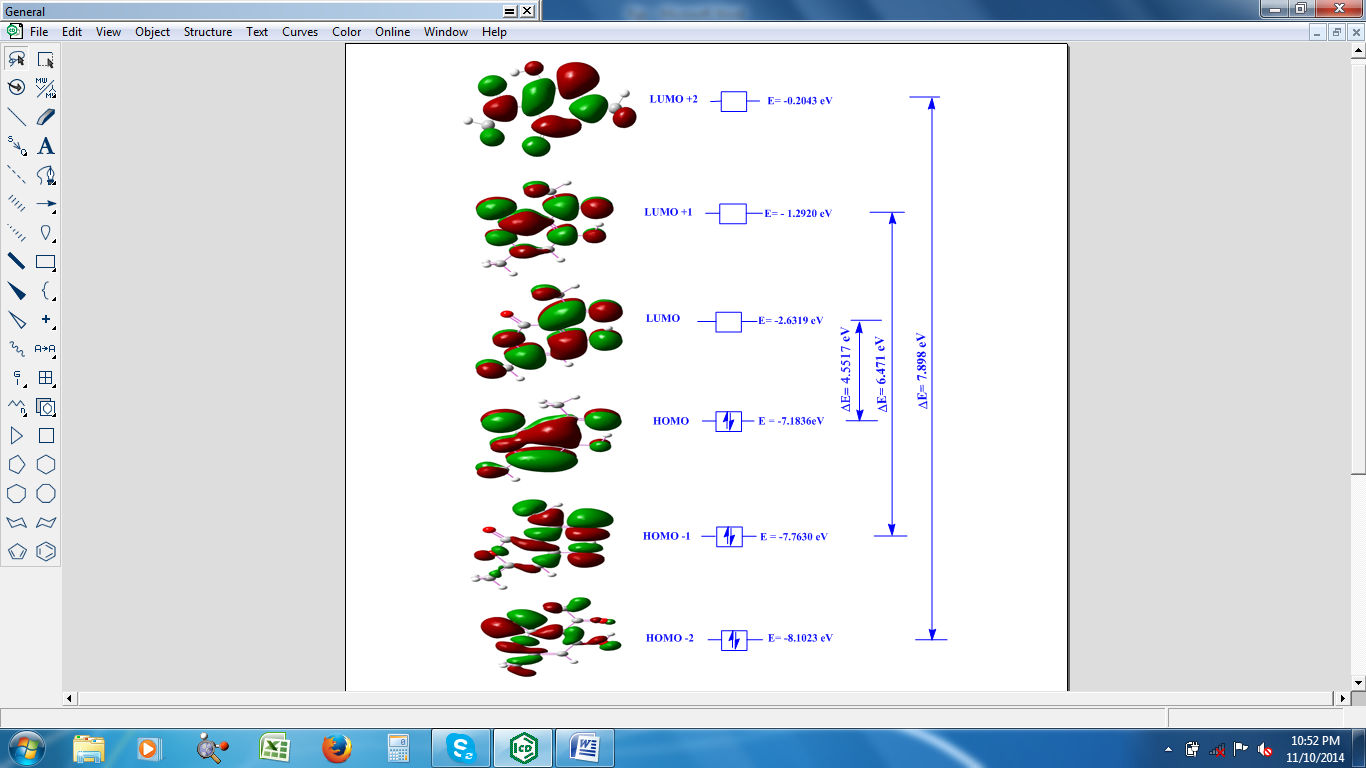 General
File Edit View Object Structure Text Curves Color Online Window Help
LUMO +2 E= -0.2043 eV
LUMO +1 E= - 1.2920 eV
LUMO E= -2.6319 eV
ΔE= 4.5517 eV
ΔE= 6.471 eV
ΔE= 7.898 eV
HOMO E = -7.1836eV
HOMO -1 E = -7.7630 eV
HOMO -2 E= -8.1023 eV
10:52 PM
11/10/2014